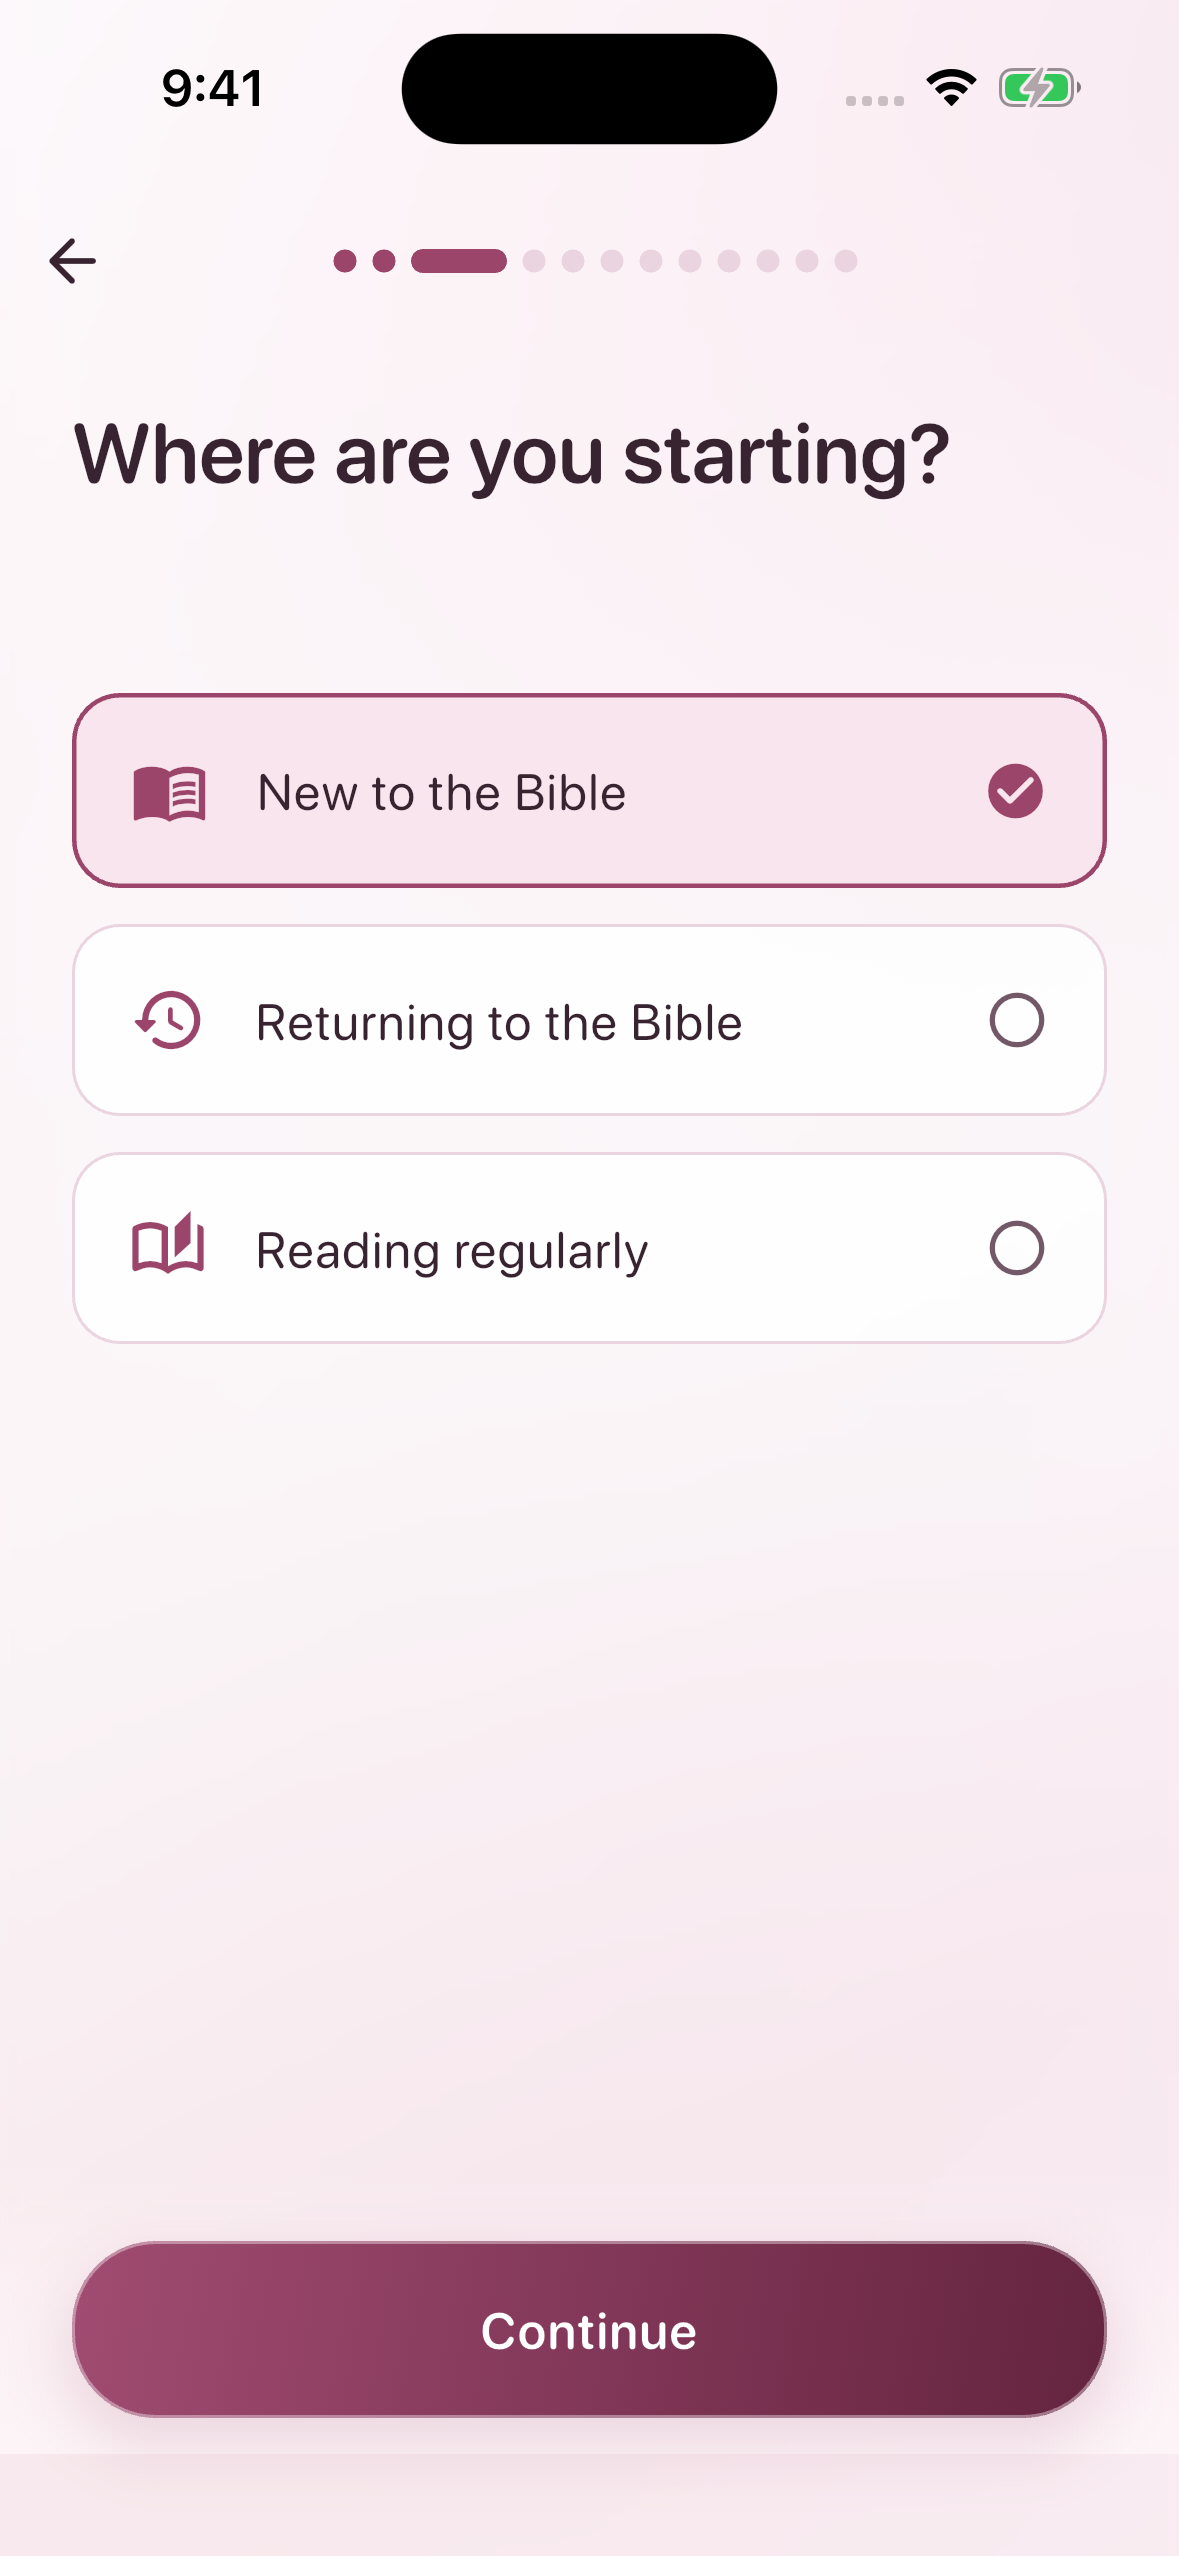 9:41
Where are you starting?
New to the Bible
Returning to the Bible
Reading regularly
Continue